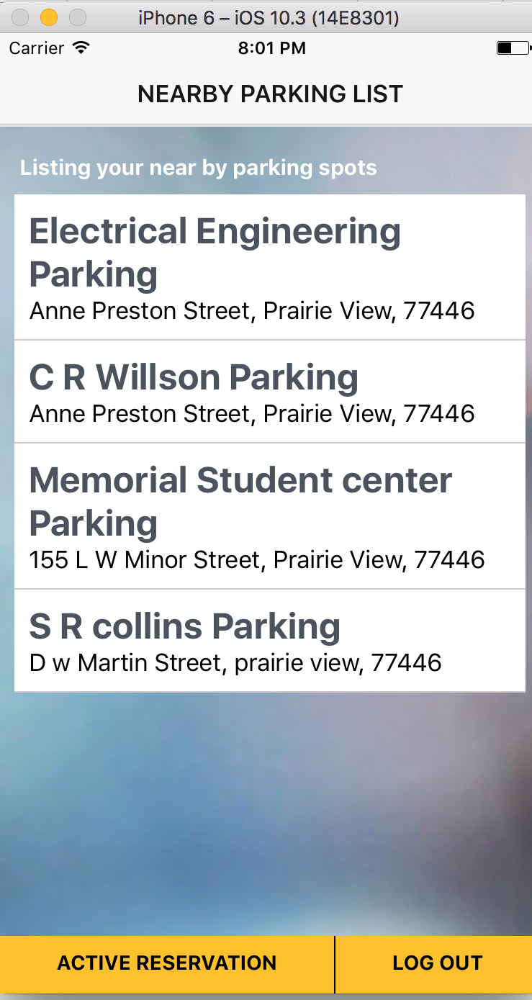 iPhone 6 – iOS 10.3 (14E8301)
Carrier 8:01 PM
NEARBY PARKING LIST
Listing your near by parking spots
Electrical Engineering
Parking
Anne Preston Street, Prairie View, 77446
C R Willson Parking
Anne Preston Street, Prairie View, 77446
Memorial Student center
Parking
155 L W Minor Street, Prairie View, 77446
S R collins Parking
D w Martin Street, prairie view, 77446
ACTIVE RESERVATION LOG OUT